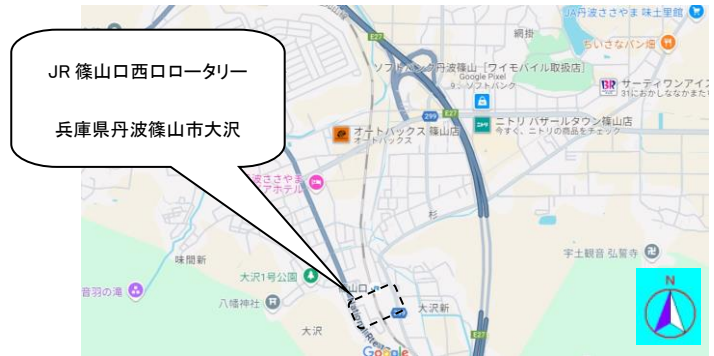 JR 篠山口西口ロータリー
兵庫県丹波篠山市大沢
JA丹波ささやま 味土里館
E27
網掛
ちいさなパン畑
ソフトバンク丹波篠山［ワイモバイル取扱店］
Google Pixel
9：ソフトバンク
BR
サーティワンアイス
31におかしななかまたち
299
E27
オートバックス 篠山店
オートバックス
ニトリ バザールタウン篠山店
今すぐ、ニトリの商品をチェック
杉
味間新
宇土観音 弘誓寺
大沢1号公園
音羽の滝
八幡神社
大沢新
大沢
E27
Google
N